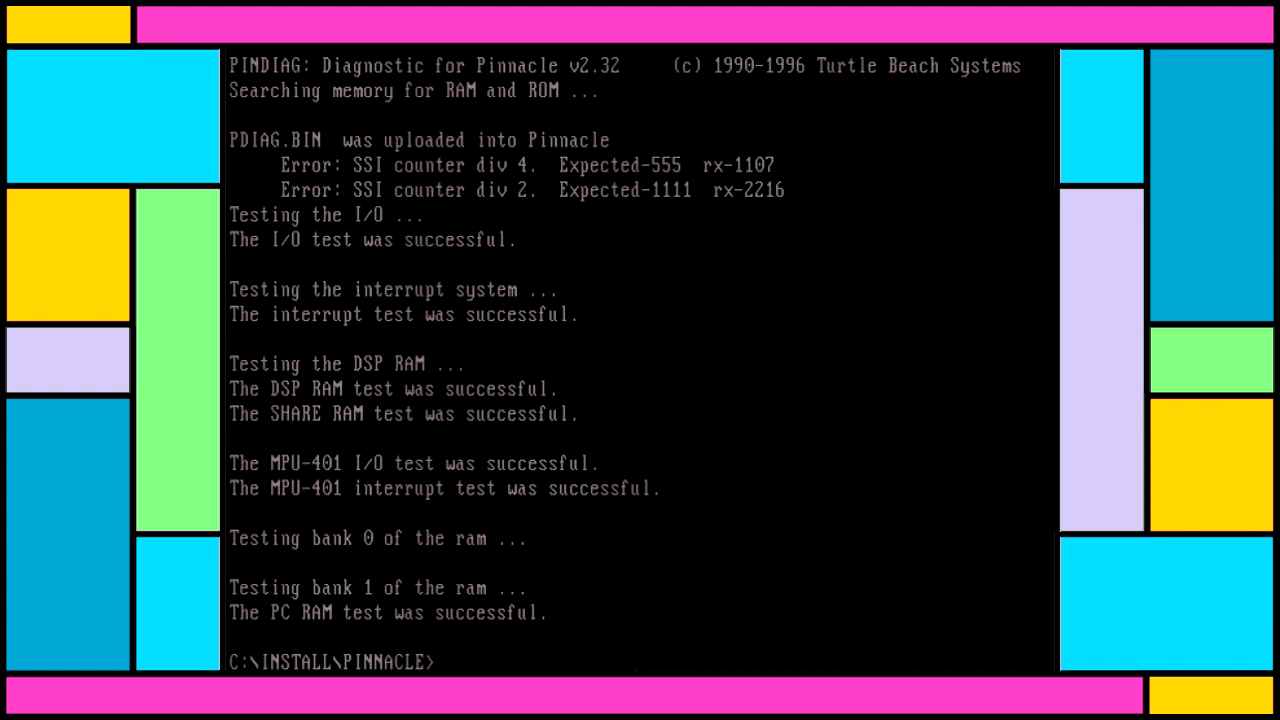 PINDIAG: Diagnostic for Pinnacle v2.32     (c) 1990-1996 Turtle Beach Systems
Searching memory for RAM and ROM ...
PDIAG.BIN  was uploaded into Pinnacle
     Error: SSI counter div 4.  Expected-555  rx-1107
     Error: SSI counter div 2.  Expected-1111  rx-2216
Testing the I/O ...
The I/O test was successful.
Testing the interrupt system ...
The interrupt test was successful.
Testing the DSP RAM ...
The DSP RAM test was successful.
The SHARE RAM test was successful.
The MPU-401 I/O test was successful.
The MPU-401 interrupt test was successful.
Testing bank 0 of the ram ...
Testing bank 1 of the ram ...
The PC RAM test was successful.
C:\INSTALL\PINNACLE>